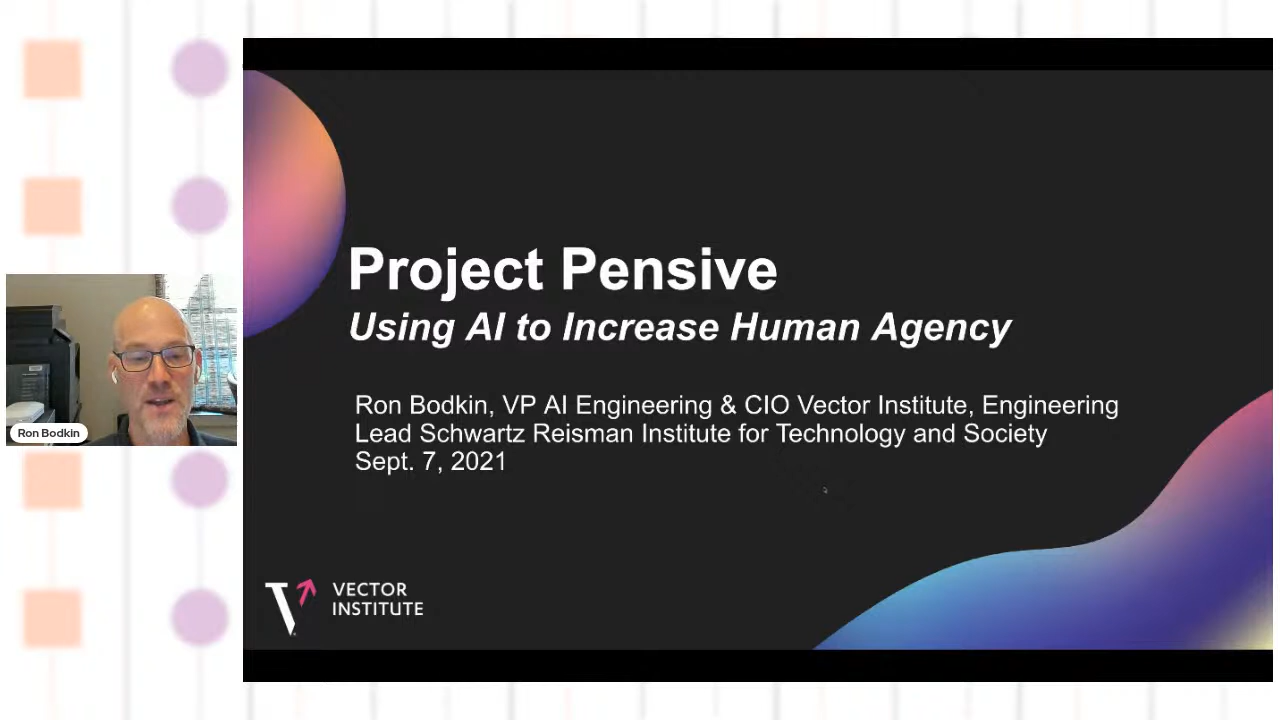 Project Pensive
Using AI to Increase Human Agency
Ron Bodkin, VP AI Engineering & CIO Vector Institute, Engineering
Lead Schwartz Reisman Institute for Technology and Society
Sept. 7, 2021
Ron Bodkin
VECTOR
INSTITUTE